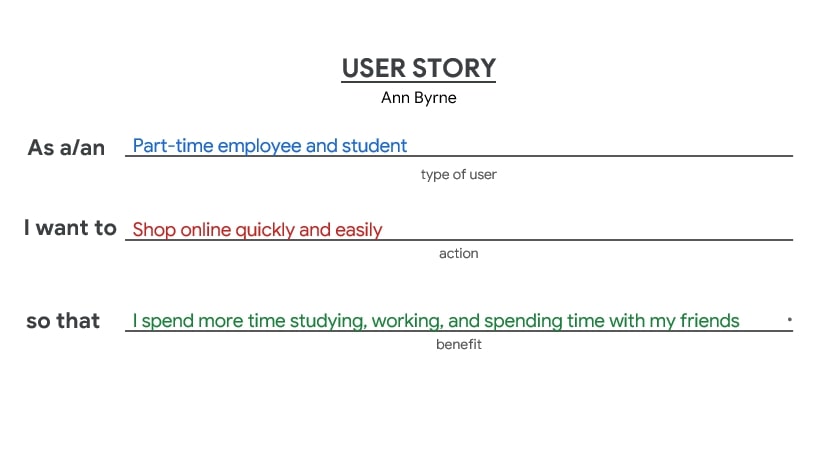 USER STORY
Ann Byrne
As a/an Part-time employee and student
type of user
I want to Shop online quickly and easily
action
so that I spend more time studying, working, and spending time with my friends .
benefit